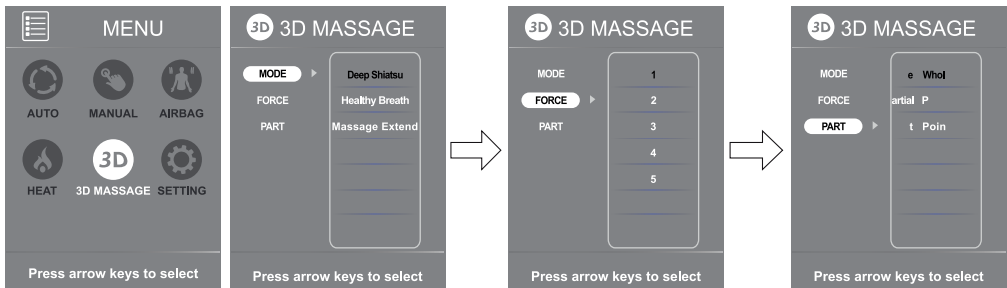 MENU
AUTO MANUAL AIRBAG
3D
HEAT 3D MASSAGE SETTING
Press arrow keys to select
3D 3D MASSAGE
MODE Deep Shiatsu
FORCE Healthy Breath
PART Massage Extend
Press arrow keys to select
3D 3D MASSAGE
MODE 1
FORCE 2
PART 3
4
5
Press arrow keys to select
3D 3D MASSAGE
MODE e Whol
FORCE artial P
PART t Poin
Press arrow keys to select